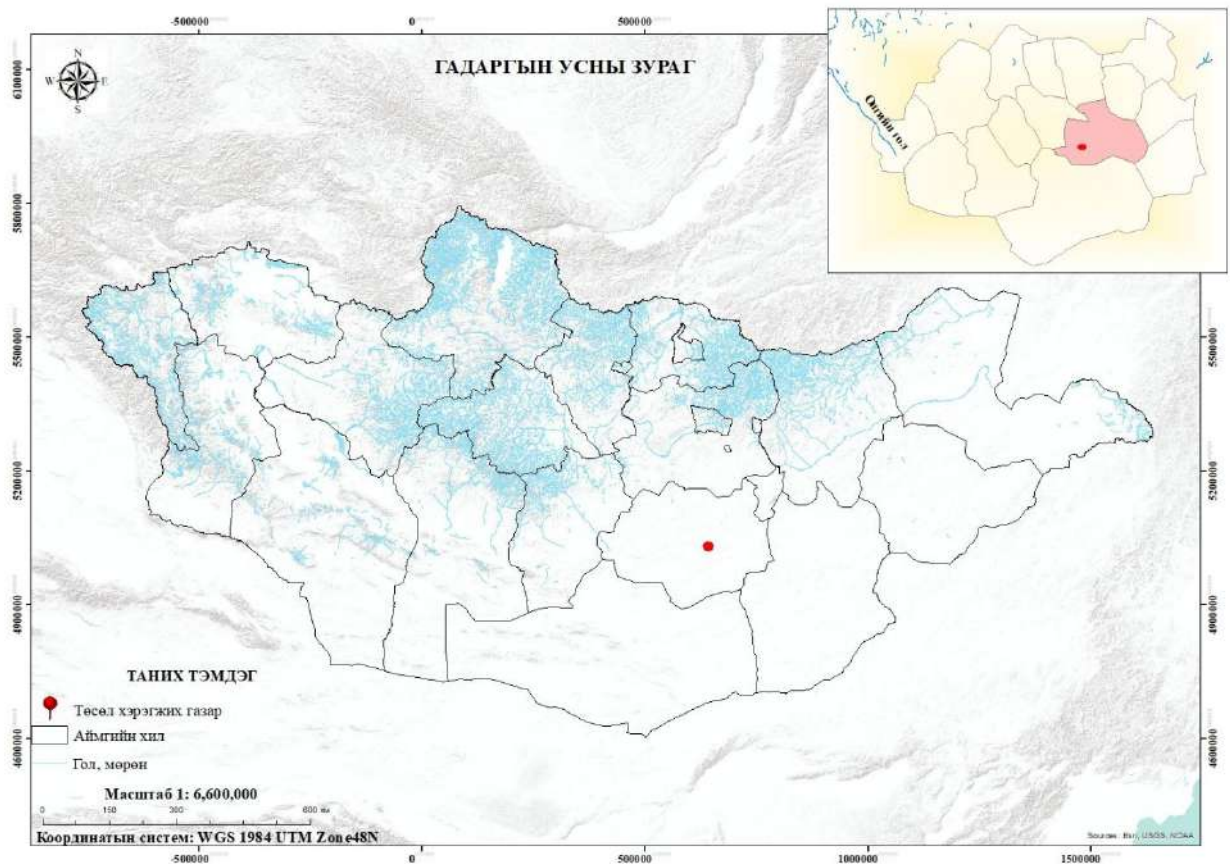 -500000 0 500000
N
W E
S
ГАДАРГЫН УСНЫ ЗУРАГ
Онгийн гол
6100000
5800000
5500000 5500000
5200000 5200000
4900000 4900000
4600000 4600000
ТАНИХ ТЭМДЭГ
Төсөл хэрэгжих газар
Аймгийн хил
Гол, мөрөн
Масштаб 1: 6,600,000
0 150 300 600 км
Координатын систем: WGS 1984 UTM Zone48N
Sources: Esri, USGS, NOAA
-500000 0 500000 1000000 1500000